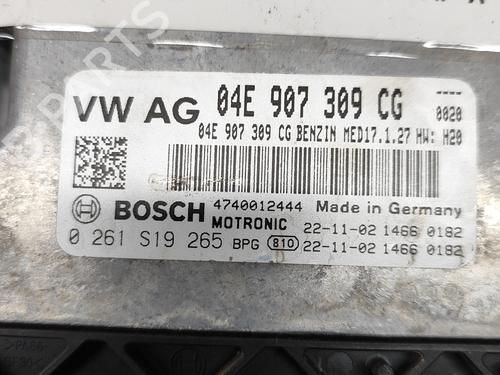 PARTS
VW AG 04E 907 309 CG ----
0020
04E 907 309 CG BENZIN MED17.1.27 HW: H20
BOSCH 4740012444 Made in Germany
MOTRONIC 22-11-02 1466 0182
0 261 S19 265 BPG 810 22-11-02 1466 0182
>PA66-